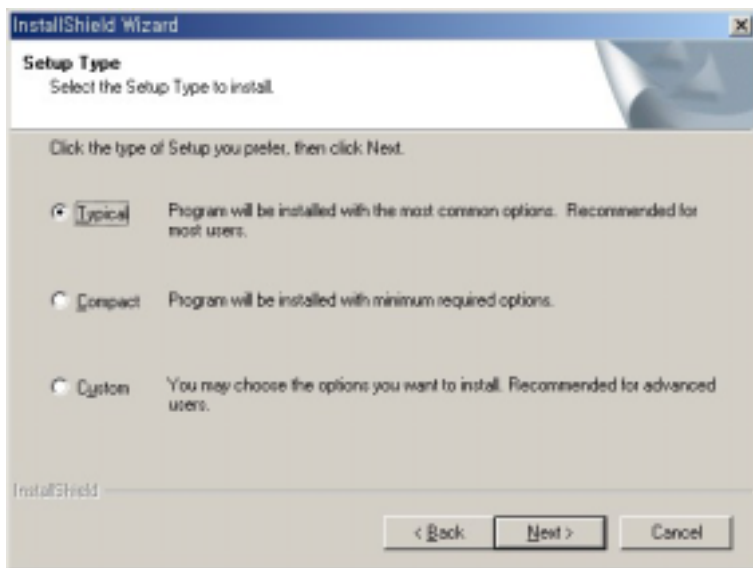 InstallShield Wizard
Setup Type
Select the Setup Type to install.
Click the type of Setup you prefer, then click Next.
Typical
Program will be installed with the most common options. Recommended for
most users.
Compact
Program will be installed with minimum required options.
Custom
You may choose the options you want to install. Recommended for advanced
users.
InstallShield
< Back
Next >
Cancel